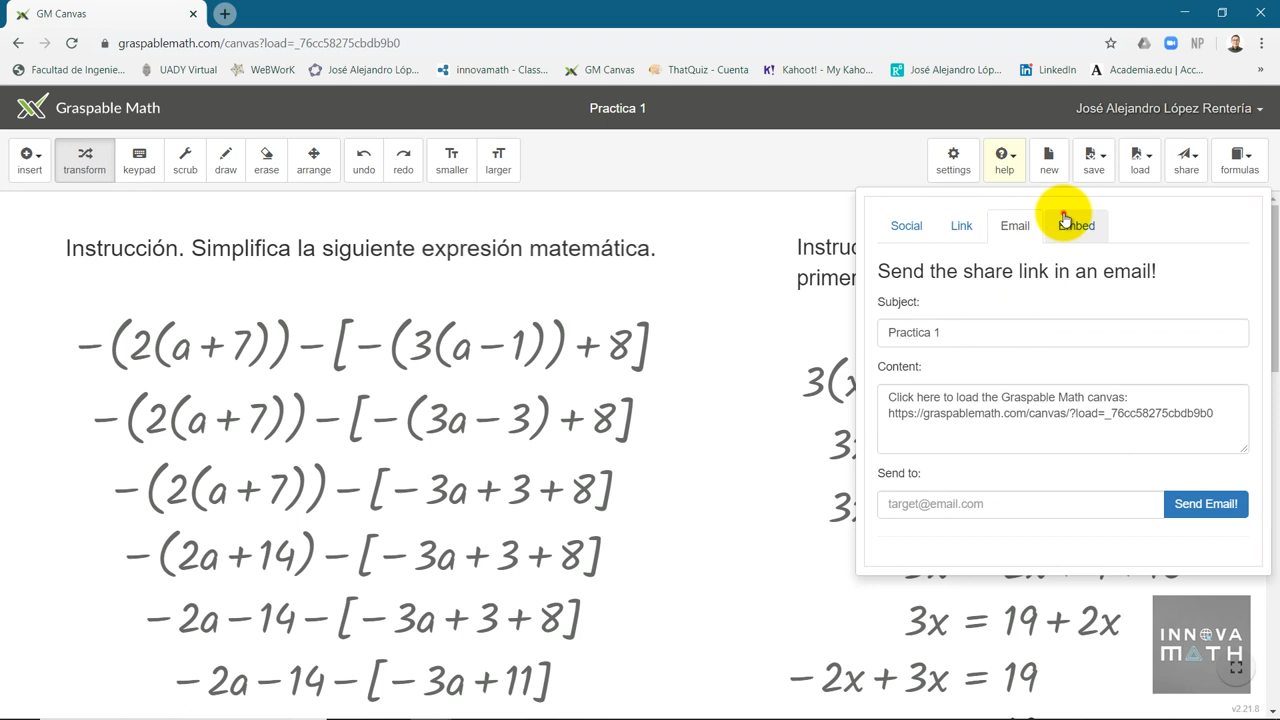 GM Canvas
graspablemath.com/canvas?load=_76cc58275cbdb9b0
NP
Facultad de Ingenie...
UADY Virtual
WeBWorK
José Alejandro Lóp...
innovamath - Class...
GM Canvas
ThatQuiz - Cuenta
K! Kahoot! - My Kaho...
José Alejandro Lóp...
LinkedIn
Academia.edu | Acc...
Graspable Math
Practica 1
José Alejandro López Rentería
insert
transform
keypad
scrub
draw
erase
arrange
undo
redo
smaller
larger
settings
help
new
save
load
share
formulas
Instrucción. Simplifica la siguiente expresión matemática.
−(2(a+7))−[−(3(a−1))+8]
−(2(a+7))−[−(3a−3)+8]
−(2(a+7))−[−3a+3+8]
−(2a+14)−[−3a+3+8]
−2a−14−[−3a+3+8]
−2a−14−[−3a+11]
Instruc
primer
3(x
3x = 19+2x
−2x+3x = 19
Social
Link
Email
Embed
Send the share link in an email!
Subject:
Practica 1
Content:
Click here to load the Graspable Math canvas:
https://graspablemath.com/canvas/?load=_76cc58275cbdb9b0
Send to:
target@email.com
Send Email!
INNOVA
MATH
v2.21.8